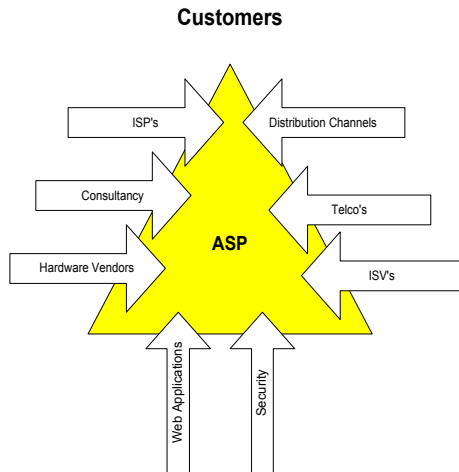 Customers
ISP's
Distribution Channels
Consultancy
Telco's
ASP
Hardware Vendors
ISV's
Web Applications
Security